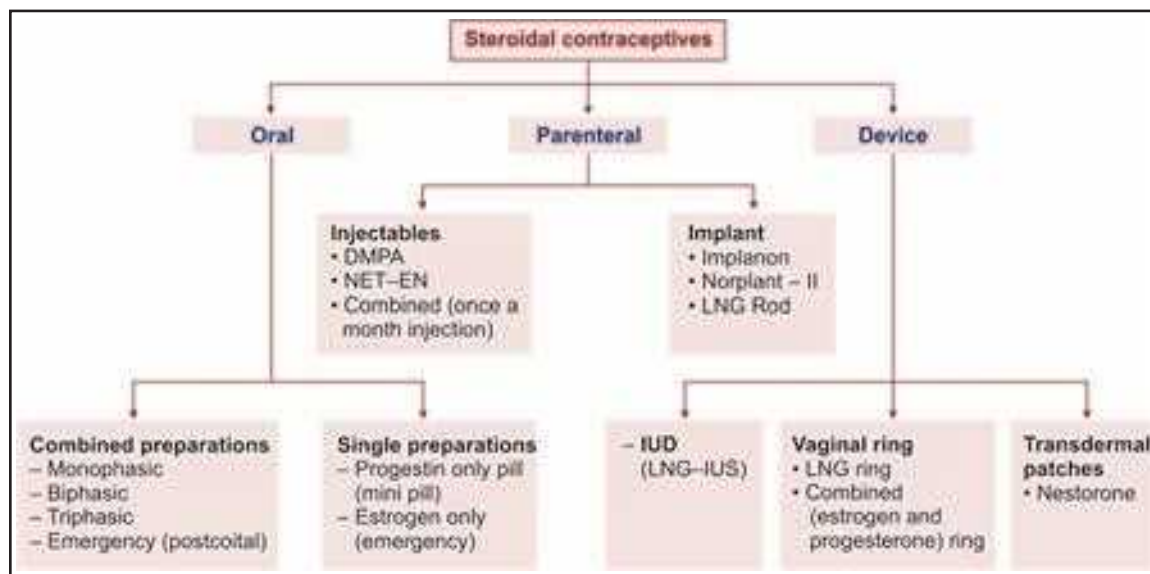 Steroidal contraceptives
Oral
Parenteral
Device
Injectables
• DMPA
• NET–EN
• Combined (once a
month injection)
Implant
• Implanon
• Norplant – II
• LNG Rod
Combined preparations
– Monophasic
– Biphasic
– Triphasic
– Emergency (postcoital)
Single preparations
– Progestin only pill
(mini pill)
– Estrogen only
(emergency)
– IUD
(LNG–IUS)
Vaginal ring
• LNG ring
• Combined
(estrogen and
progesterone) ring
Transdermal
patches
• Nestorone